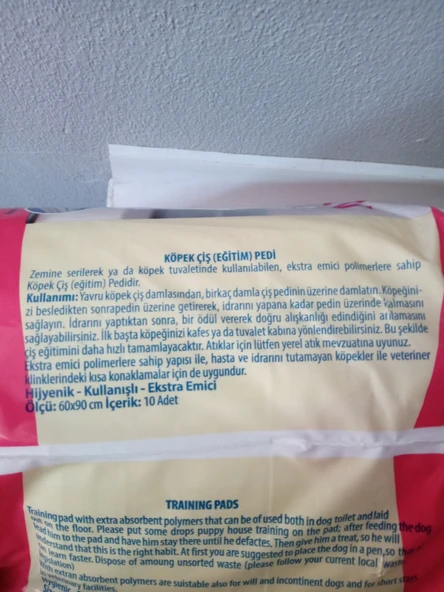 KÖPEK ÇİŞ (EĞİTİM) PEDİ
Zemine serilerek ya da köpek tuvaletinde kullanılabilen, ekstra emici polimerlere sahip
Köpek Çiş (eğitim) Pedidir.
Kullanımı: Yavru köpek çiş damlasından, birkaç damla çiş pedinin üzerine damlatın. Köpeğini-
zi besledikten sonrapedin üzerine getirerek, idrarını yapana kadar pedin üzerinde kalmasını
sağlayın. İdrarını yaptıktan sonra, bir ödül vererek doğru alışkanlığı edindiğini anlamasını
sağlayabilirsiniz. İlk başta köpeğinizi kafes ya da tuvalet kabına yönlendirebilirsiniz. Bu şekilde
çiş eğitimini daha hızlı tamamlayacaktır. Atıklar için lütfen yerel atık mevzuatına uyunuz.
Ekstra emici polimerlere sahip yapısı ile, hasta ve idrarını tutamayan köpekler ile veteriner
kliniklerindeki kısa konaklamalar için de uygundur.
Hijyenik - Kullanışlı - Ekstra Emici
Ölçü: 60x90 cm İçerik: 10 Adet
TRAINING PADS
Training pad with extra absorbent polymers that can be of used both in dog toilet and laid
on the floor. Please put some drops puppy house training on the pad; after feeding the dog
lead him to the pad and have him stay there until he defactes. Then give him a treat, so he will
understand that this is the right habit. At first you are suggested to place the dog in a pen, so
learn faster. Dispose of amoung unsorted waste (please follow your current local waste
With extran absorbent polymers are suistable also for will and incontinent dogs and for short stays
facilities.